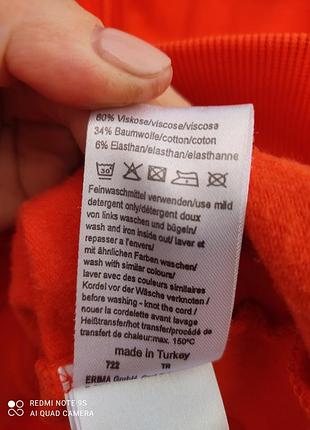 60% Viskose/viscose/viscosa
34% Baumwolle/cotton/coton
6% Elasthan/elasthan/elasthanne
30
Feinwaschmittel verwenden/use mild
detergent only/détergent doux
von links waschen und bügeln/
wash and iron inside out/ laver et
repasser a l'envers
mit ähnlichen Farben waschen/
wash with similar colours/
laver avec des couleurs similaires
Kordel vor der Wäsche verknoten/
before washing - knot the cord/
nouer la cordelette avant lavage
Heißtransfer/hot transfer/procédé de
transfert de chaleur:max. 150°C
made in Turkey
722 TR
ERIMA GmbH
REDMI NOTE 9S
AI QUAD CAMERA